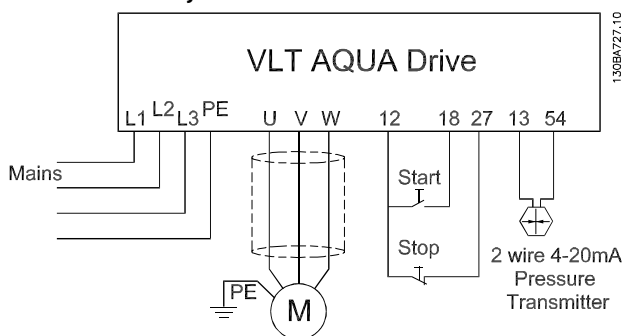 VLT AQUA Drive
130BA727.10
L1 L2 L3 PE U V W 12 18 27 13 54
Mains
Start
Stop
2 wire 4-20mA
Pressure
Transmitter
PE
M